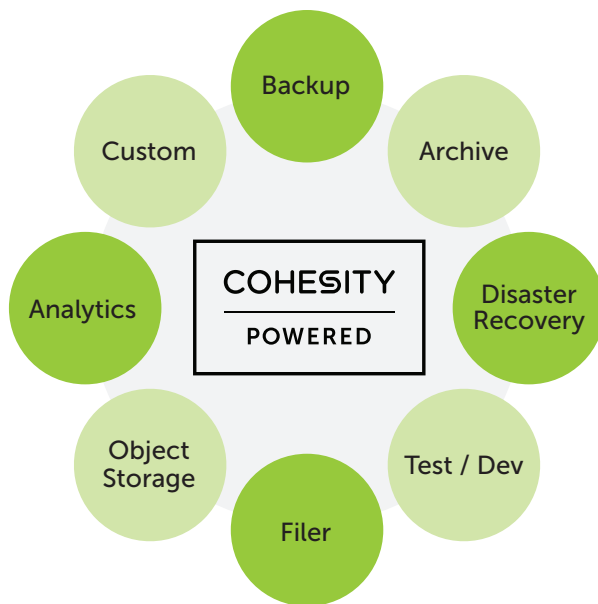 Backup
Custom
Archive
COHESITY
POWERED
Analytics
Disaster
Recovery
Object
Storage
Test / Dev
Filer